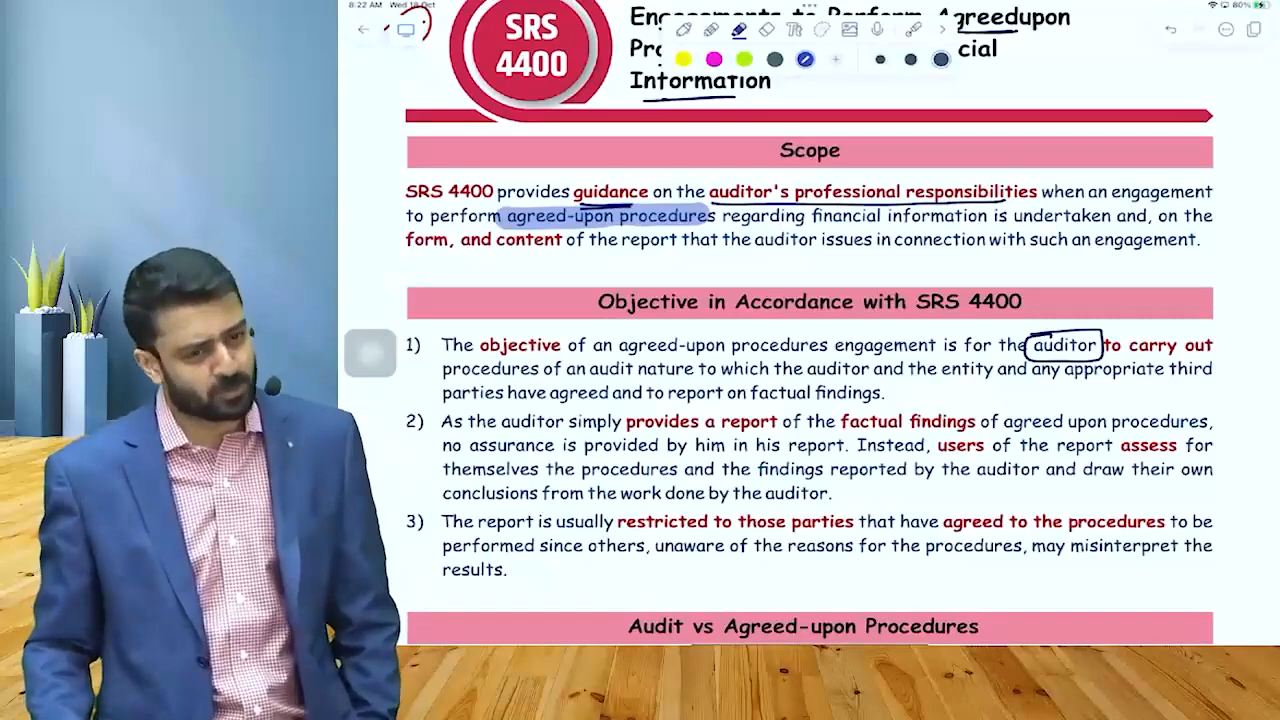 8:22 AM Wed 18 Oct
80%
SRS
4400
Engagements to Perform Agreedupon
cial
Information
Scope
SRS 4400 provides guidance on the auditor's professional responsibilities when an engagement
to perform agreed-upon procedures regarding financial information is undertaken and, on the
form, and content of the report that the auditor issues in connection with such an engagement.
Objective in Accordance with SRS 4400
1) The objective of an agreed-upon procedures engagement is for the auditor to carry out
procedures of an audit nature to which the auditor and the entity and any appropriate third
parties have agreed and to report on factual findings.
2) As the auditor simply provides a report of the factual findings of agreed upon procedures,
no assurance is provided by him in his report. Instead, users of the report assess for
themselves the procedures and the findings reported by the auditor and draw their own
conclusions from the work done by the auditor.
3) The report is usually restricted to those parties that have agreed to the procedures to be
performed since others, unaware of the reasons for the procedures, may misinterpret the
results.
Audit vs Agreed-upon Procedures